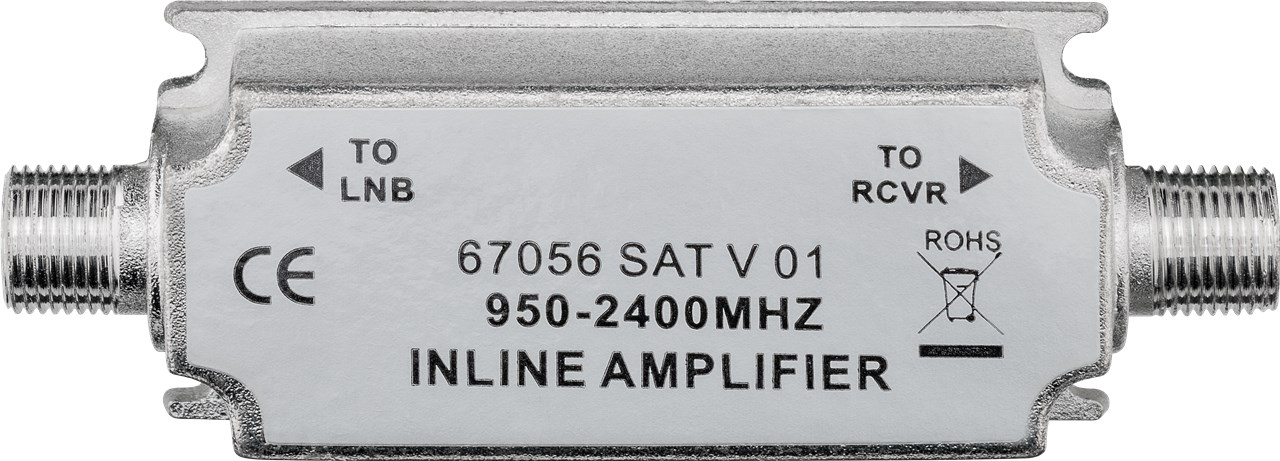 TO
LNB
TO
RCVR
CE
67056 SAT V 01
ROHS
950-2400MHZ
INLINE AMPLIFIER